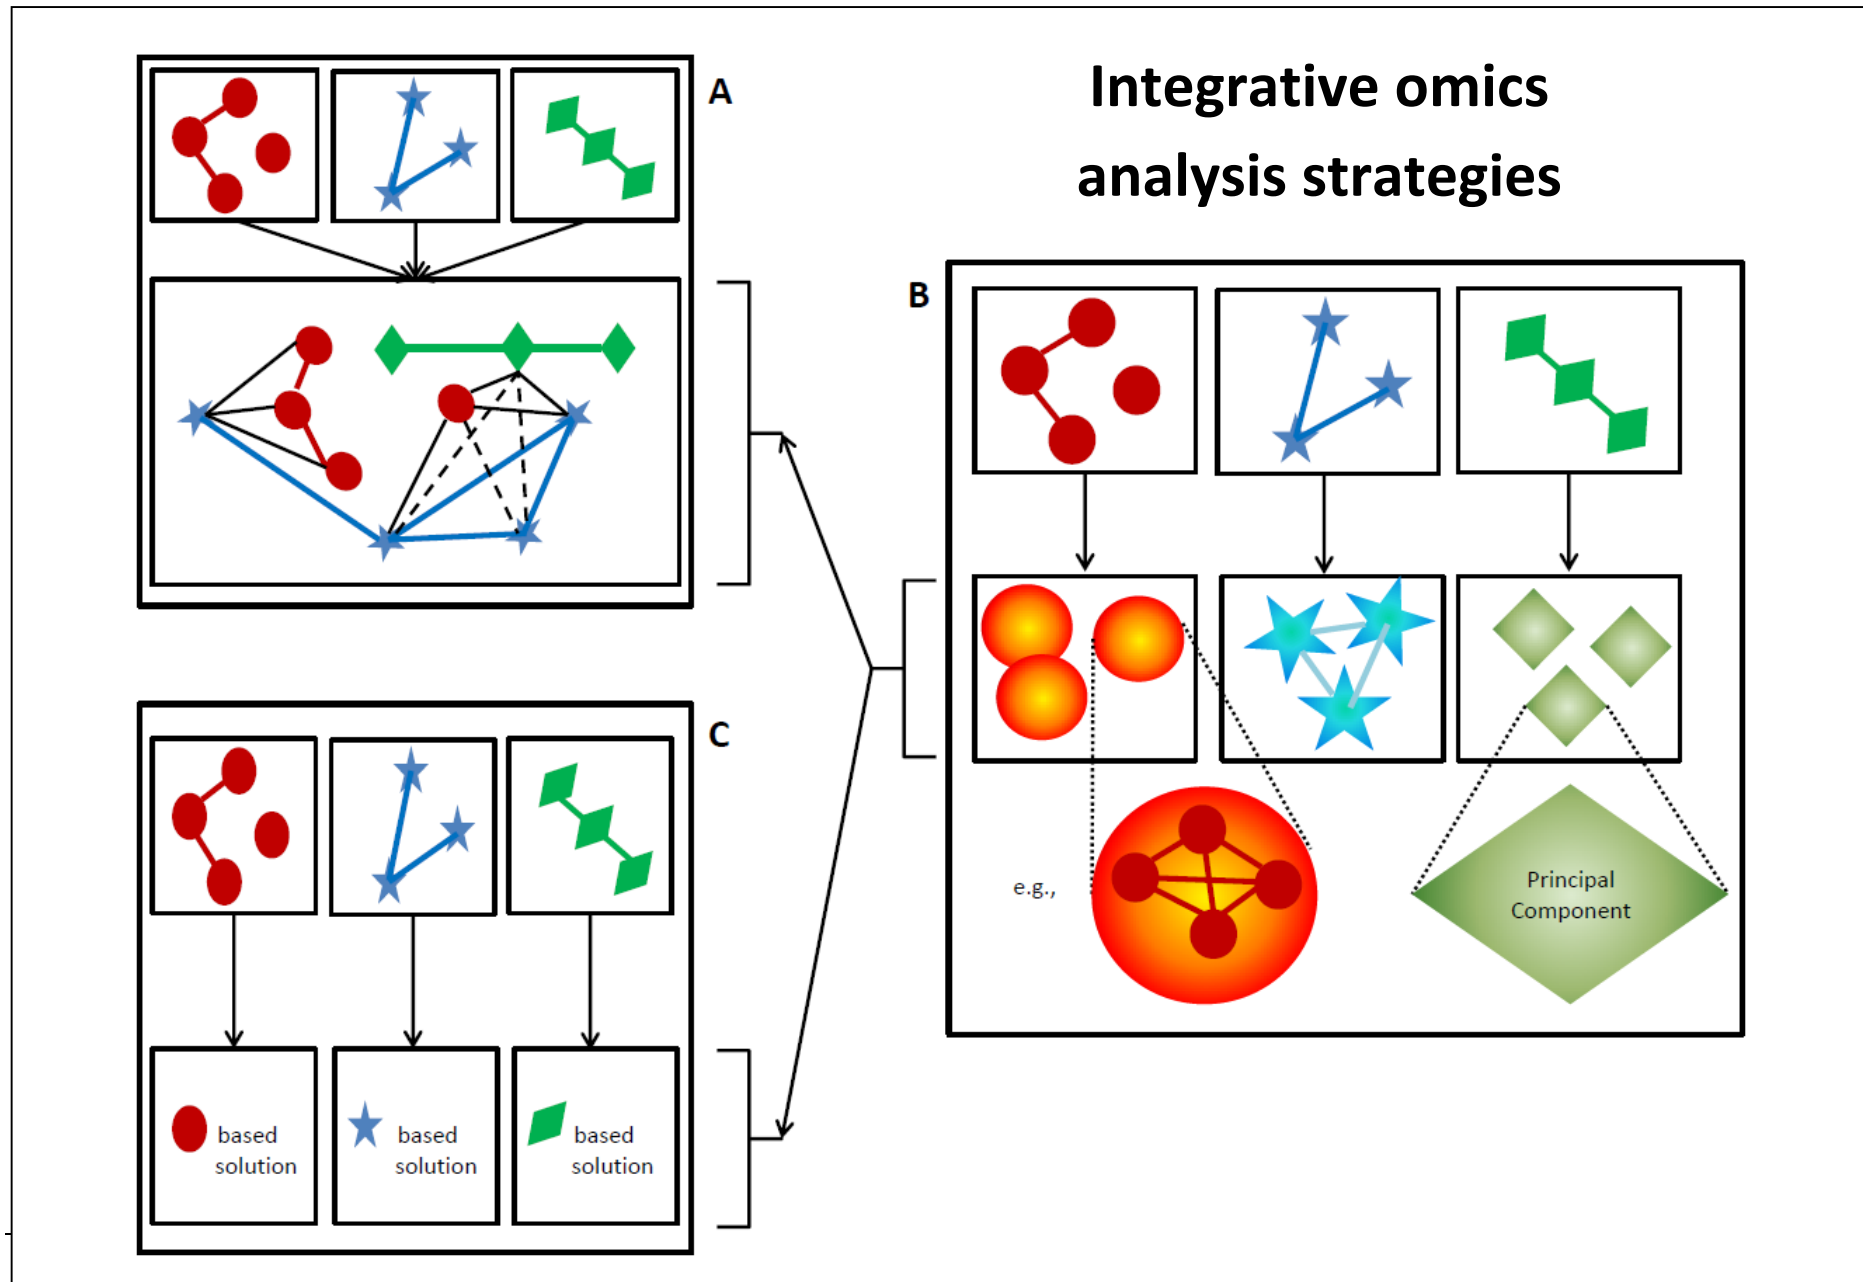 Integrative omics
analysis strategies
A
B
C
based
solution
based
solution
based
solution
e.g.,
Principal
Component